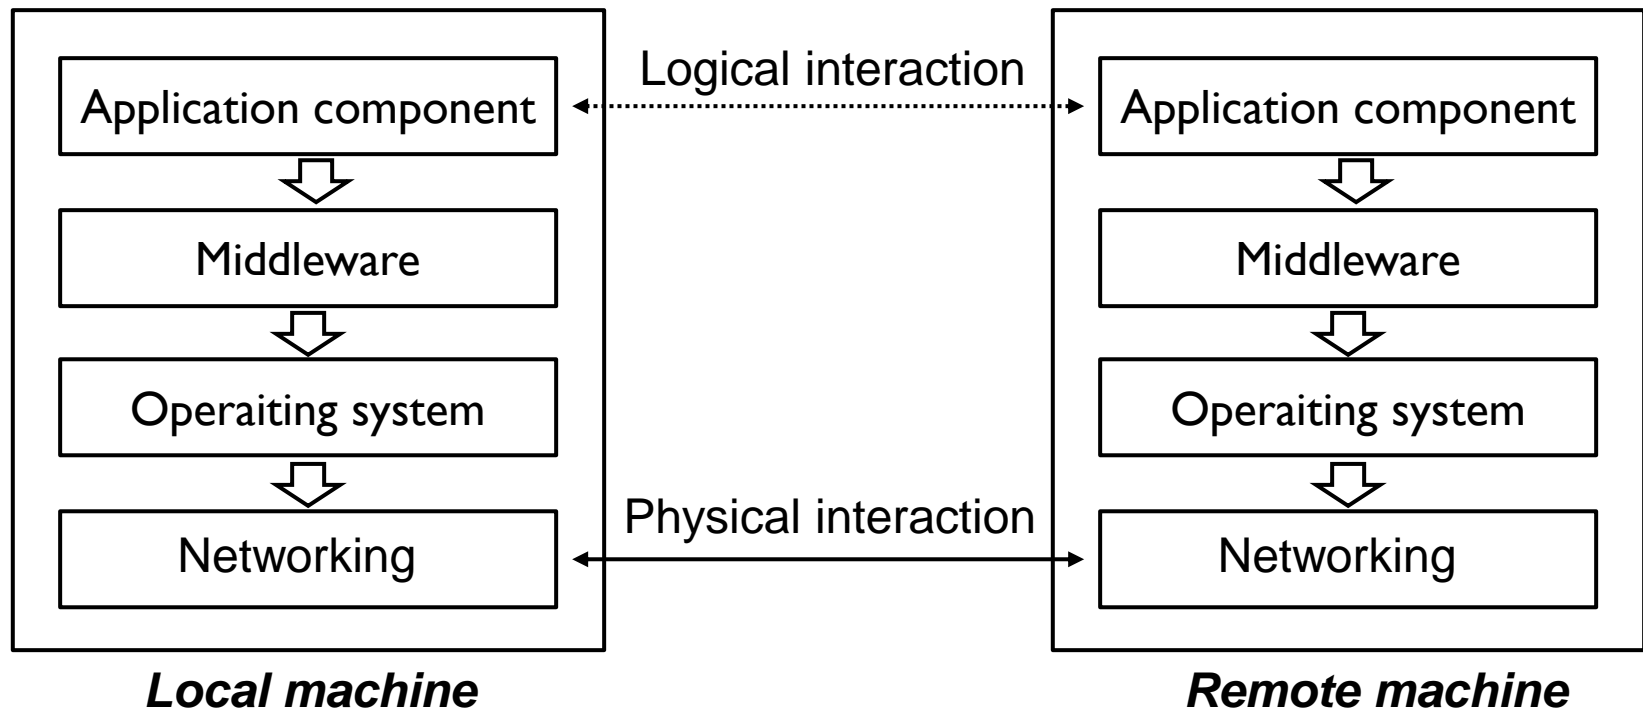 Logical interaction
Application component
Application component
Middleware
Middleware
Operaiting system
Operaiting system
Physical interaction
Networking
Networking
Local machine
Remote machine